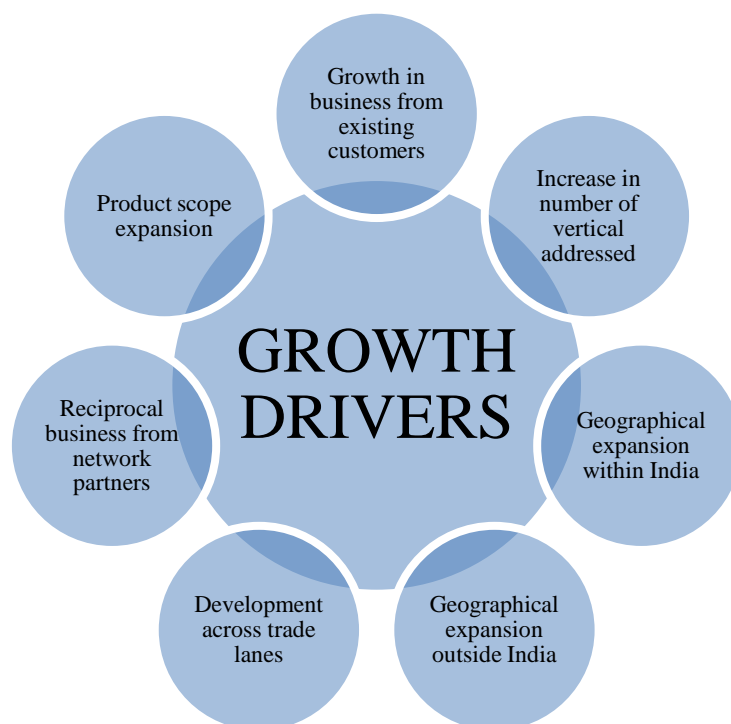 Growth in
business from
existing
customers
Increase in
number of
vertical
addressed
Geographical
expansion
within India
Geographical
expansion
outside India
Development
across trade
lanes
Reciprocal
business from
network
partners
Product scope
expansion
GROWTH
DRIVERS